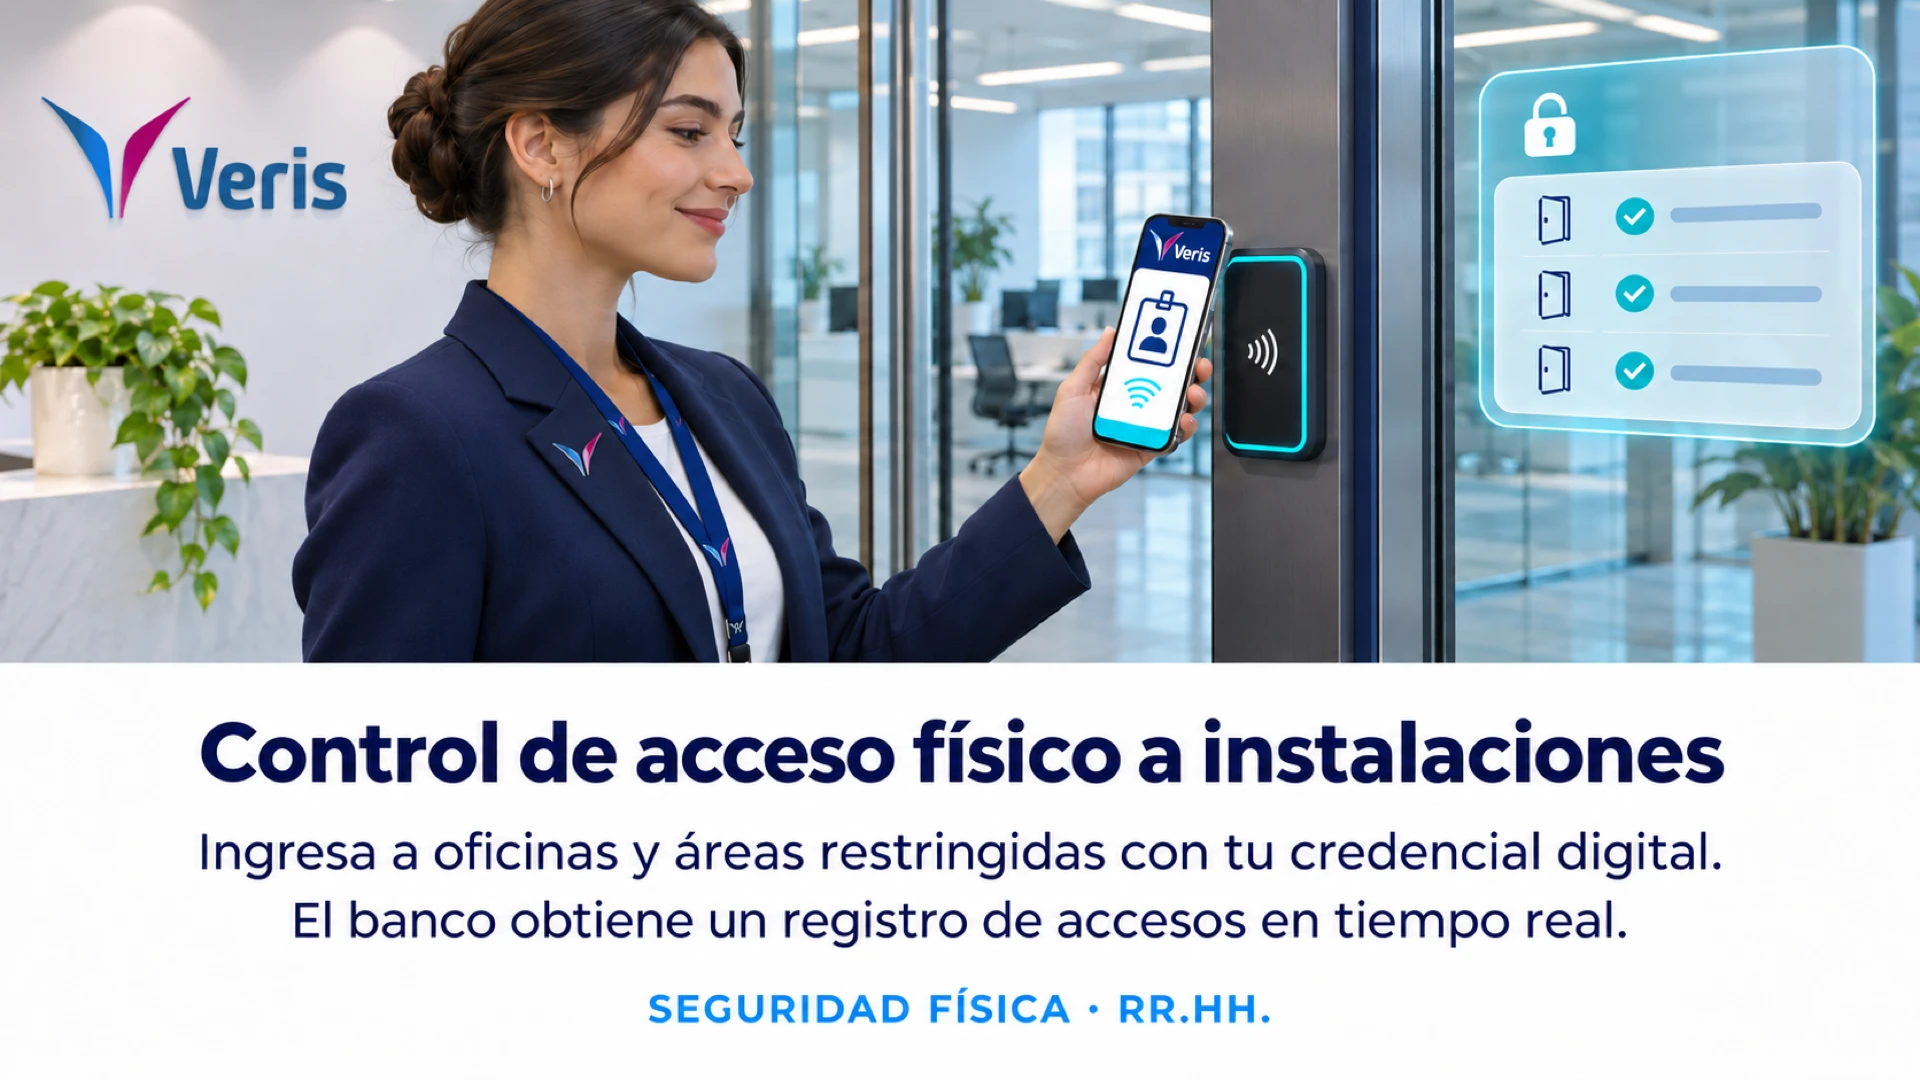 Veris
Veris
Control de acceso físico a instalaciones
Ingresa a oficinas y áreas restringidas con tu credencial digital.
El banco obtiene un registro de accesos en tiempo real.
SEGURIDAD FÍSICA · RR.HH.